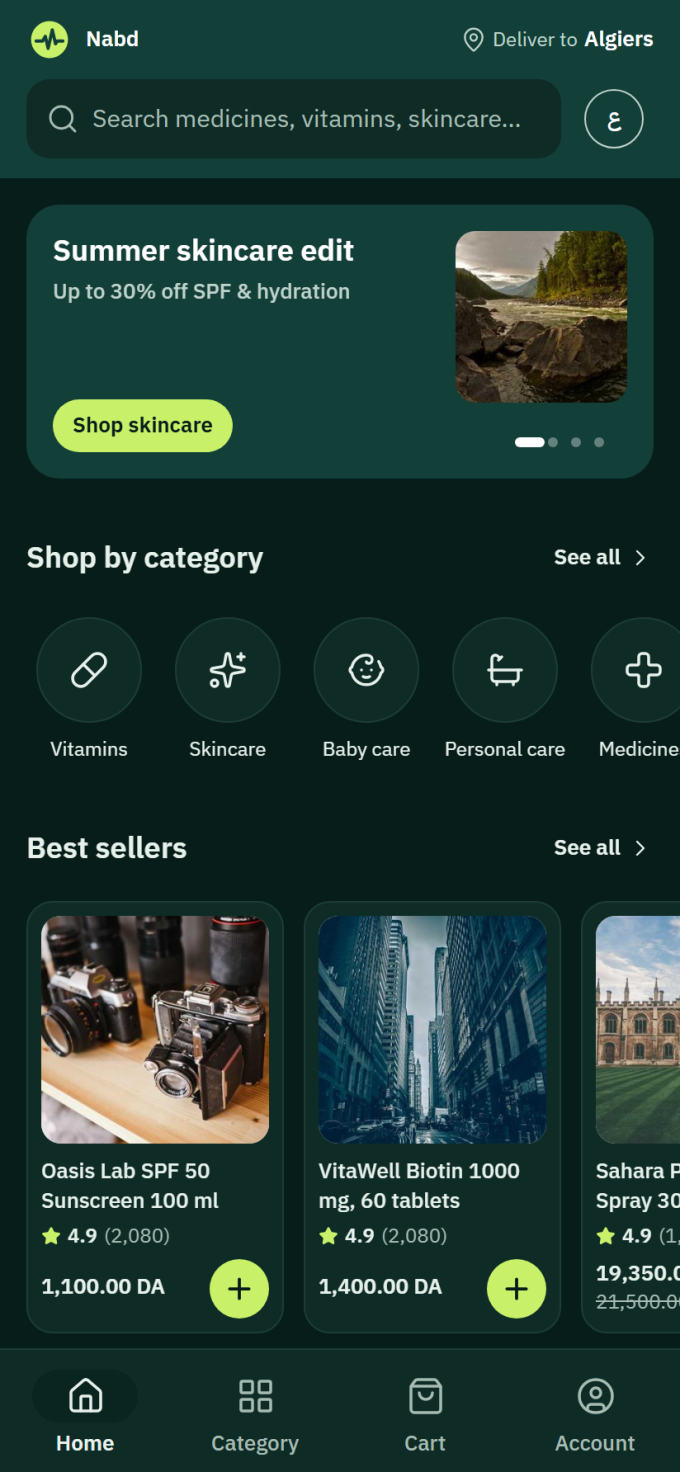 Nabd
Deliver to Algiers
Search medicines, vitamins, skincare...
ع
Summer skincare edit
Up to 30% off SPF & hydration
Shop skincare
Shop by category
See all
Vitamins
Skincare
Baby care
Personal care
Medicine
Best sellers
See all
Oasis Lab SPF 50
Sunscreen 100 ml
4.9 (2,080)
1,100.00 DA
VitaWell Biotin 1000
mg, 60 tablets
4.9 (2,080)
1,400.00 DA
Sahara
Spray 30
4.9
19,350.0
21,500.0
Home
Category
Cart
Account